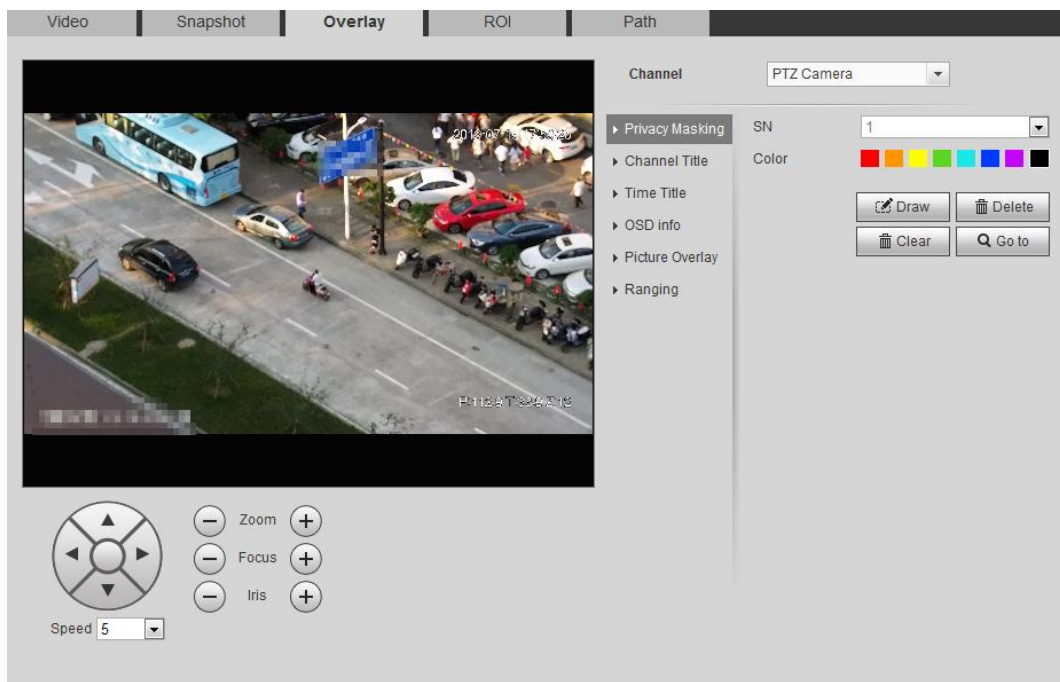 Video Snapshot Overlay ROI Path
Channel PTZ Camera
Privacy Masking
Channel Title
Time Title
OSD info
Picture Overlay
Ranging
SN 1
Color
Draw Delete
Clear Go to
Zoom
Focus
Iris
Speed 5